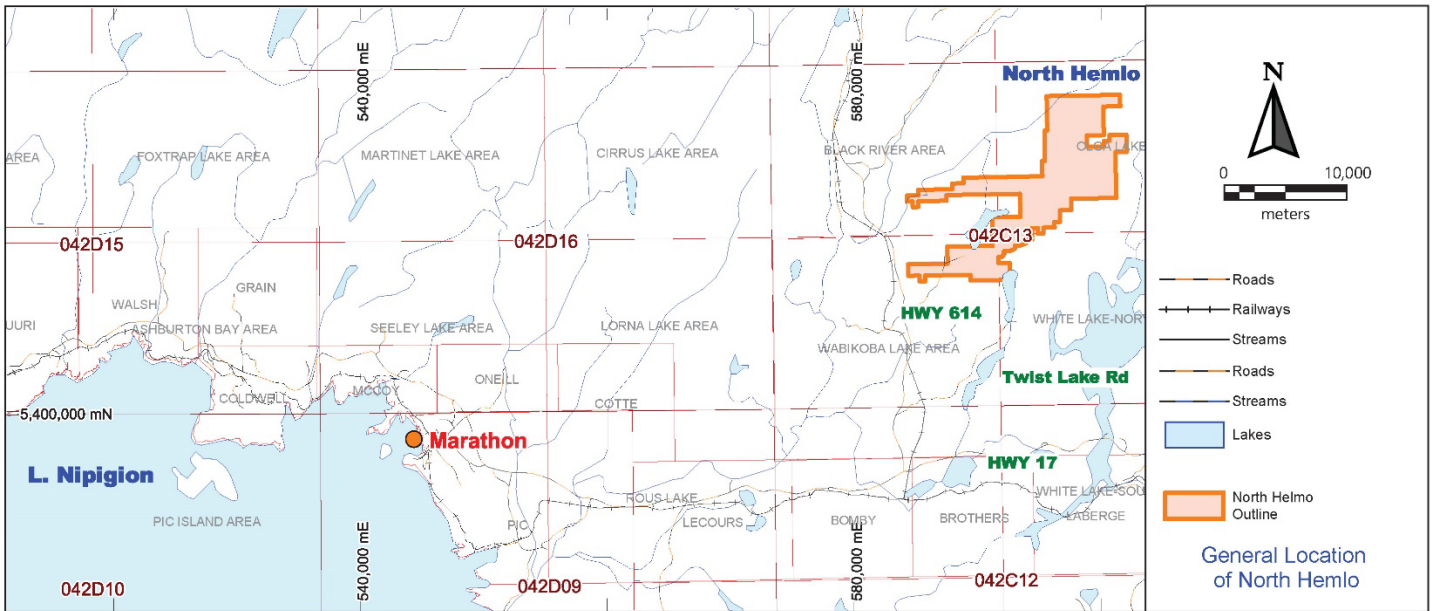 540,000 mE
580,000 mE
North Hemlo
AREA
FOXTRAP LAKE AREA
MARTINET LAKE AREA
CIRRUS LAKE AREA
BLACK RIVER AREA
OLGA LAKE
042D15
042D16
042C13
WALSH
GRAIN
UURI
ASHBURTON BAY AREA
SEELEY LAKE AREA
LORNA LAKE AREA
HWY 614
WHITE LAKE-NORT
WABIKOBA LAKE AREA
ONEILL
Twist Lake Rd
COLDWELL
MCCOY
COTTE
5,400,000 mN
Marathon
L. Nipigion
HWY 17
PIC ISLAND AREA
PIC
ROUS LAKE
LECOURS
BOMBY
BROTHERS
WHITE LAKE-SOU
LABERGE
540,000 mE
580,000 mE
042D10
042D09
042C12
N
0 10,000
meters
Roads
Railways
Streams
Roads
Streams
Lakes
North Helmo
Outline
General Location
of North Hemlo